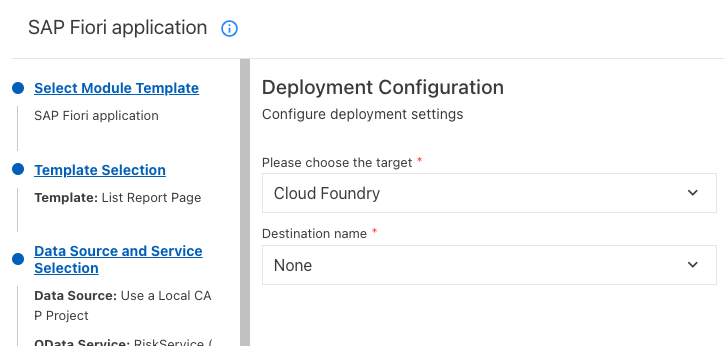 SAP Fiori application
Select Module Template
SAP Fiori application
Template Selection
Template: List Report Page
Data Source and Service
Selection
Data Source: Use a Local CA
P Project
OData Service: RiskService (
Deployment Configuration
Configure deployment settings
Please choose the target *
Cloud Foundry
Destination name *
None